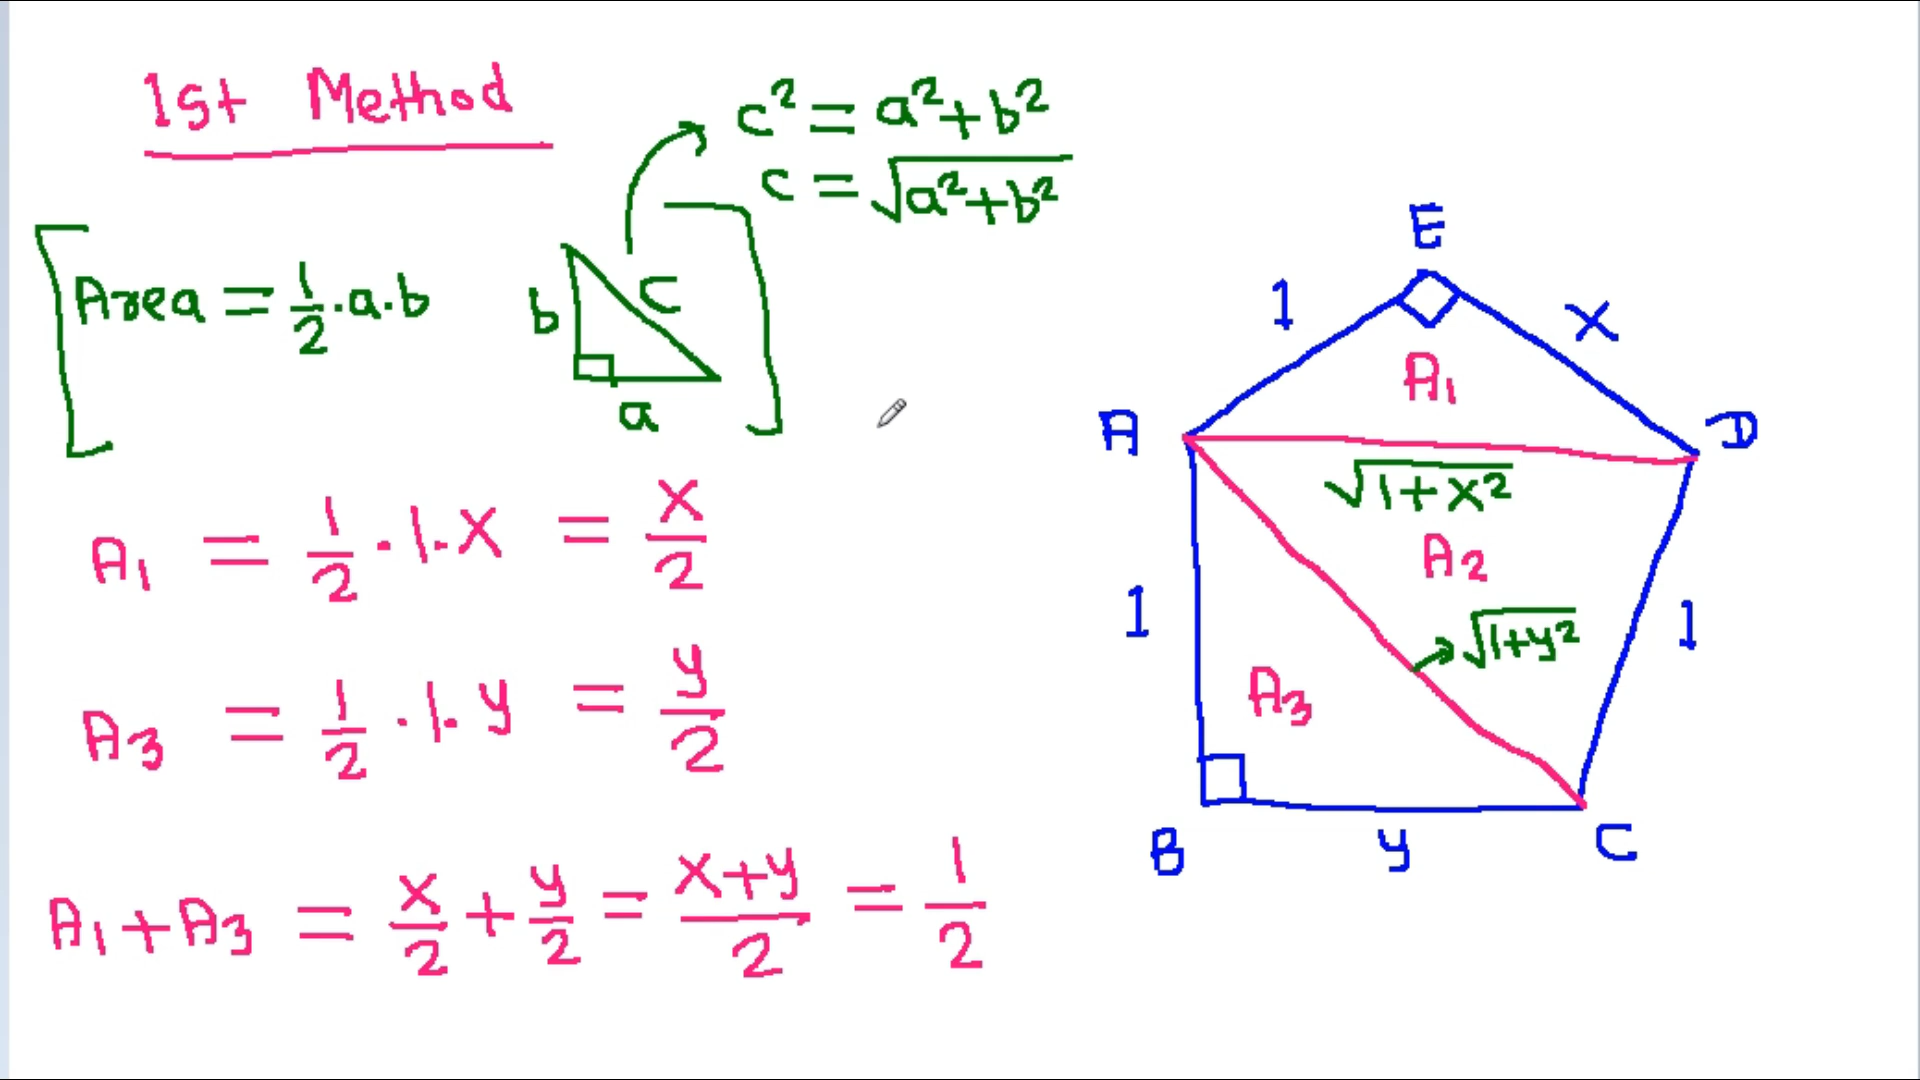 1st Method
c² = a² + b²
c = √(a² + b²)
Area = 1/2 · a · b
b
c
a
A₁ = 1/2 · 1 · x = x/2
A₃ = 1/2 · 1 · y = y/2
A₁ + A₃ = x/2 + y/2 = (x+y)/2 = 1/2
E
1
x
A₁
A
D
√(1+x²)
A₂
1
√(1+y²)
1
A₃
B
y
C